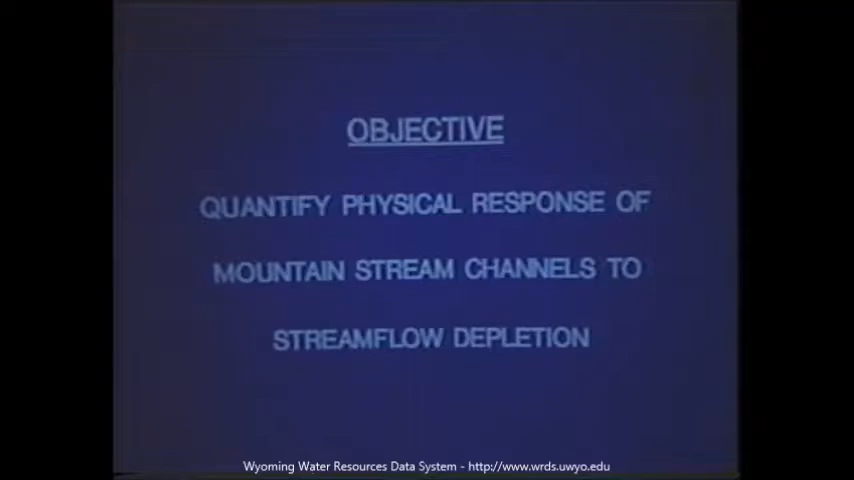 OBJECTIVE
QUANTIFY PHYSICAL RESPONSE OF
MOUNTAIN STREAM CHANNELS TO
STREAMFLOW DEPLETION
Wyoming Water Resources Data System - http://www.wrds.uwyo.edu